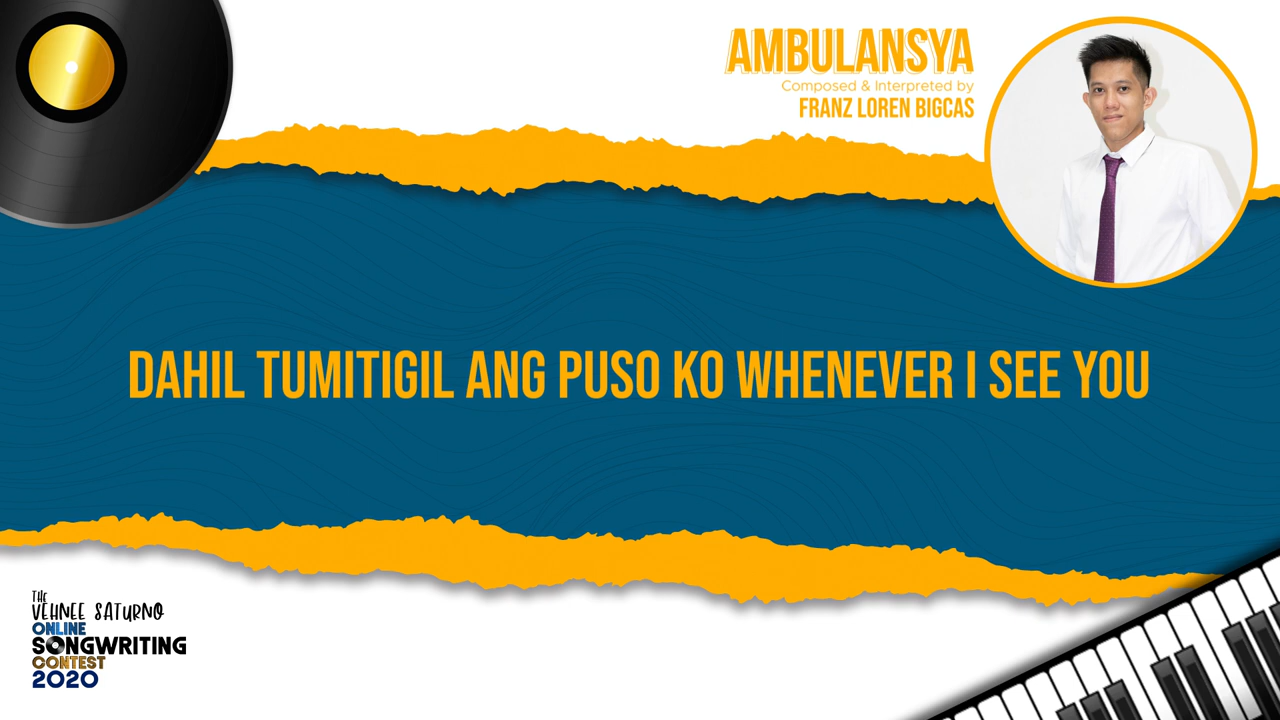 AMBULANSYA
Composed & Interpreted by
FRANZ LOREN BIGCAS
DAHIL TUMITIGIL ANG PUSO KO WHENEVER I SEE YOU
THE
VEHNEE SATURNO
ONLINE
SONGWRITING
CONTEST
2020